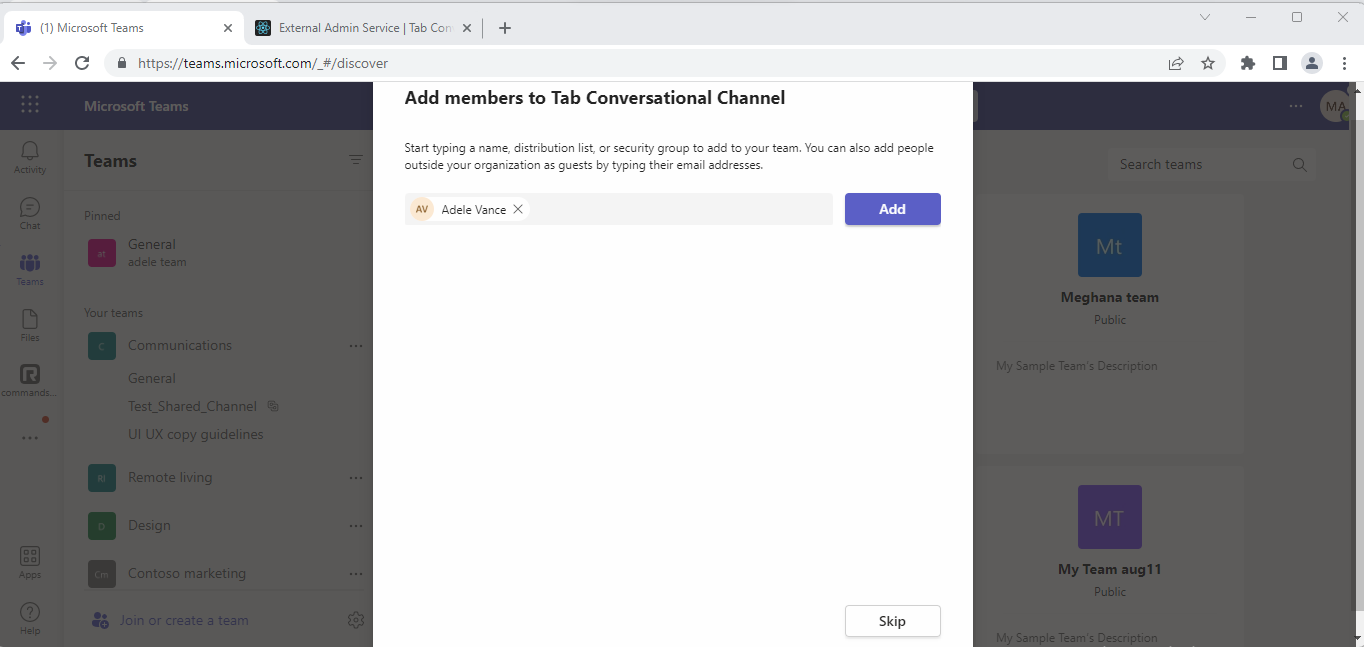 (1) Microsoft Teams
External Admin Service | Tab Con
https://teams.microsoft.com/_#/discover
Microsoft Teams
MA
Activity
Chat
Teams
Files
commands...
Apps
Help
Teams
Pinned
at
General
adele team
Your teams
C
Communications
General
Test_Shared_Channel
UI UX copy guidelines
Rl
Remote living
D
Design
Cm
Contoso marketing
Join or create a team
Add members to Tab Conversational Channel
Start typing a name, distribution list, or security group to add to your team. You can also add people
outside your organization as guests by typing their email addresses.
AV
Adele Vance
Add
Skip
Search teams
Mt
Meghana team
Public
My Sample Team's Description
MT
My Team aug11
Public
My Sample Team's Description